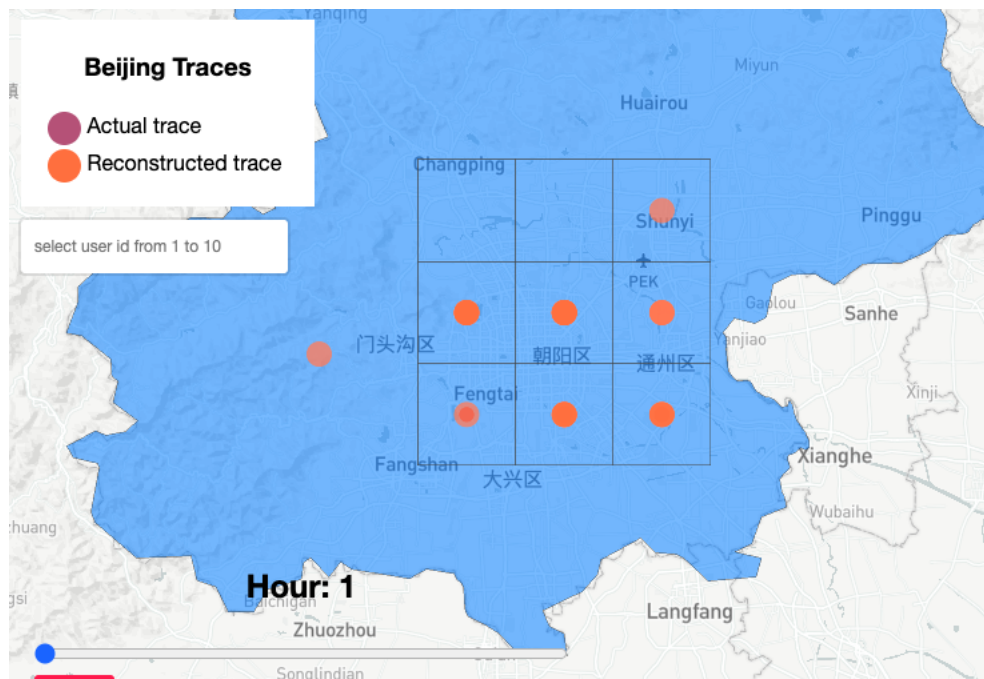 Yanqing
Beijing Traces
Actual trace
Reconstructed trace
select user id from 1 to 10
Miyun
Huairou
Changping
Shunyi
Pinggu
PEK
Gaolou
Sanhe
Yanjiao
门头沟区
朝阳区
通州区
Fengtai
Xinji
Fangshan
大兴区
Xianghe
Wubaihu
Hour: 1
Baichigan
Langfang
Zhuozhou
Songlindian